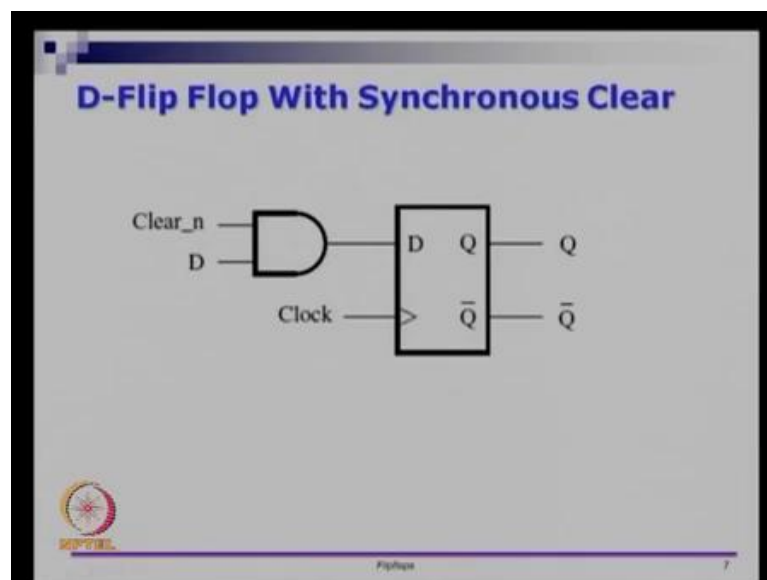 D-Flip Flop With Synchronous Clear
Clear_n
D
D Q Q
Clock
Q̅ Q̅
NPTEL
Flipflops 7